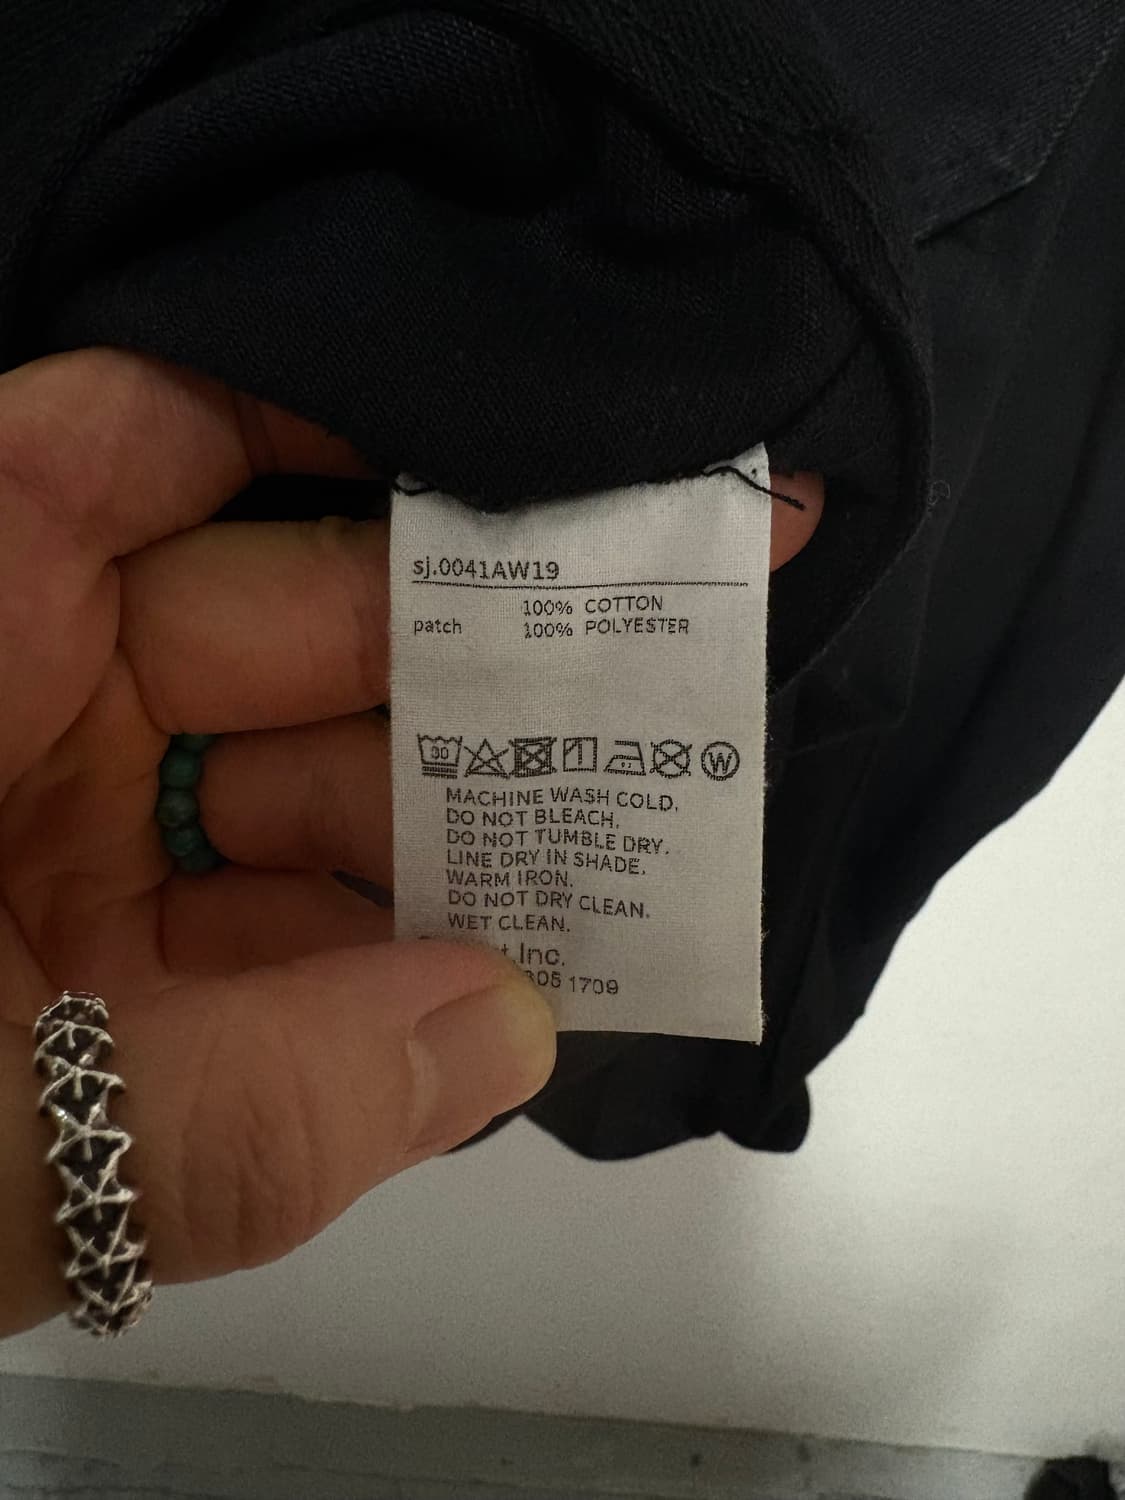 sj.0041AW19
100% COTTON
patch 100% POLYESTER
30
W
MACHINE WASH COLD.
DO NOT BLEACH.
DO NOT TUMBLE DRY.
LINE DRY IN SHADE.
WARM IRON.
DO NOT DRY CLEAN.
WET CLEAN.
Inc.
1709